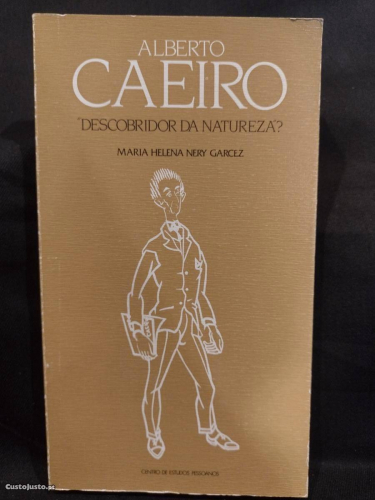 ALBERTO
CAEIRO
"DESCOBRIDOR DA NATUREZA"?
MARIA HELENA NERY GARCEZ
CENTRO DE ESTUDOS PESSOANOS
CustoJusto.pt